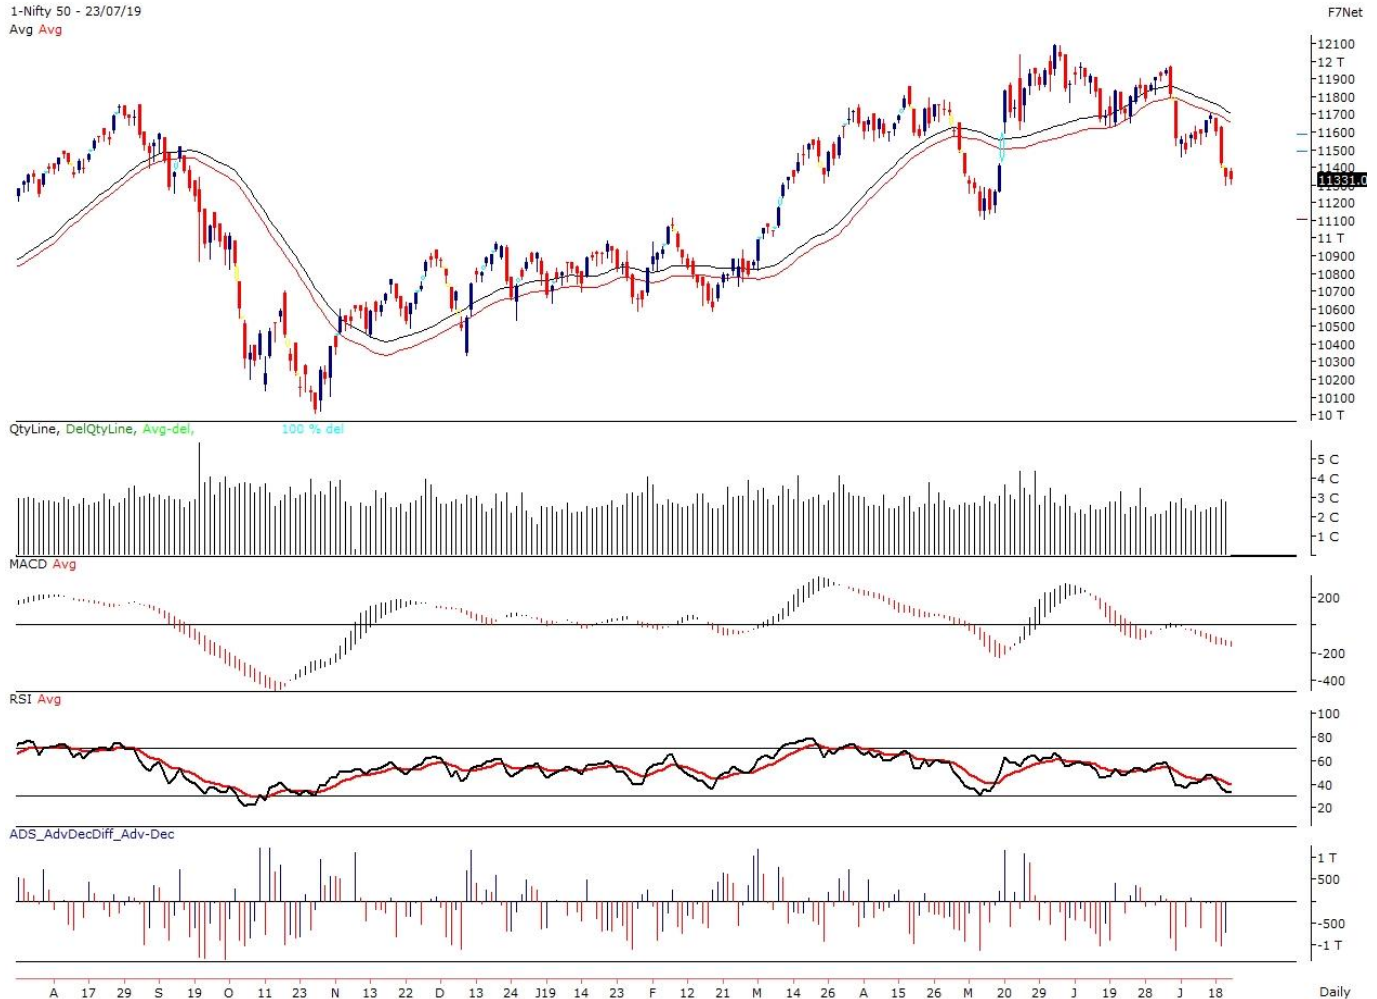 1-Nifty 50 - 23/07/19
F7Net
Avg Avg
12100
12 T
11900
11800
11700
11600
11500
11400
11331.0
11200
11100
11 T
10900
10800
10700
10600
10500
10400
10300
10200
10100
10 T
QtyLine, DelQtyLine, Avg-del, 100 % del
5 C
4 C
3 C
2 C
1 C
MACD Avg
200
-200
-400
RSI Avg
100
80
60
40
20
ADS_AdvDecDiff_Adv-Dec
1 T
500
-500
-1 T
A 17 29 S 19 O 11 23 N 13 22 D 13 24 J19 14 23 F 12 21 M 14 26 A 15 26 M 20 29 J 19 28 J 18 Daily